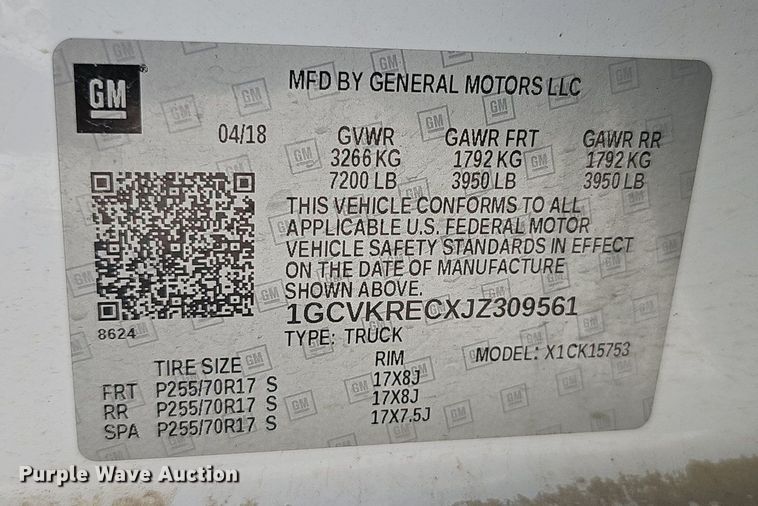 GM
MFD BY GENERAL MOTORS LLC
04/18 GVWR GAWR FRT GAWR RR
3266 KG 1792 KG 1792 KG
7200 LB 3950 LB 3950 LB
THIS VEHICLE CONFORMS TO ALL
APPLICABLE U.S. FEDERAL MOTOR
VEHICLE SAFETY STANDARDS IN EFFECT
ON THE DATE OF MANUFACTURE
SHOWN ABOVE.
1GCVKRECXJZ309561
8624
TYPE: TRUCK MODEL: X1CK15753
TIRE SIZE RIM
FRT P255/70R17 S 17X8J
RR P255/70R17 S 17X8J
SPA P255/70R17 S 17X7.5J
Purple Wave Auction